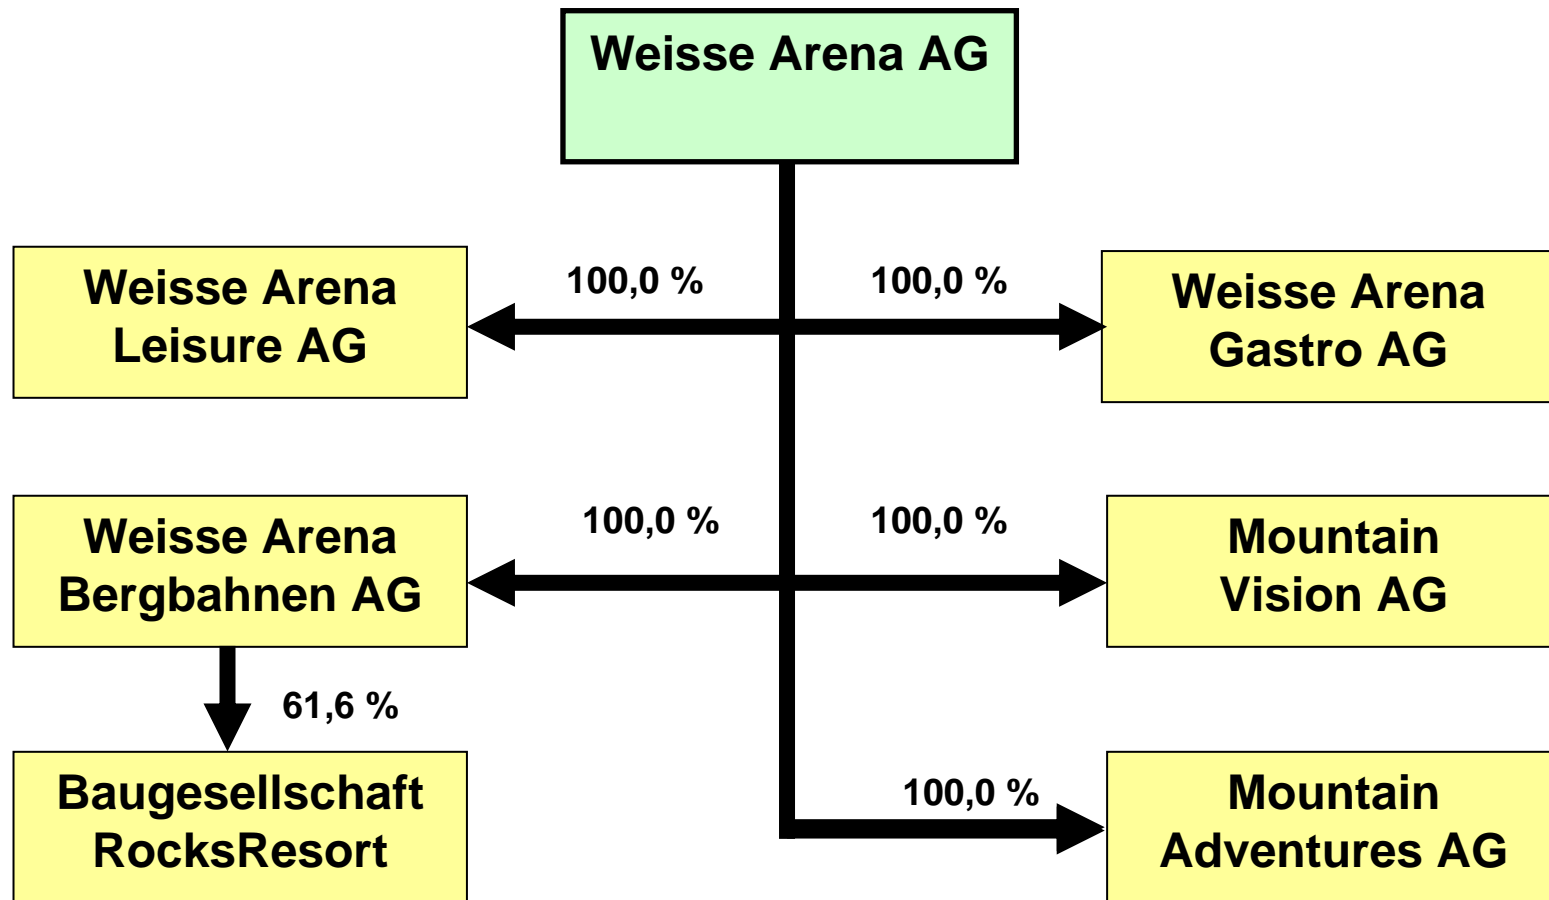 Weisse Arena AG
100,0 %
100,0 %
Weisse Arena
Leisure AG
Weisse Arena
Gastro AG
100,0 %
100,0 %
Weisse Arena
Bergbahnen AG
Mountain
Vision AG
61,6 %
Baugesellschaft
RocksResort
100,0 %
Mountain
Adventures AG